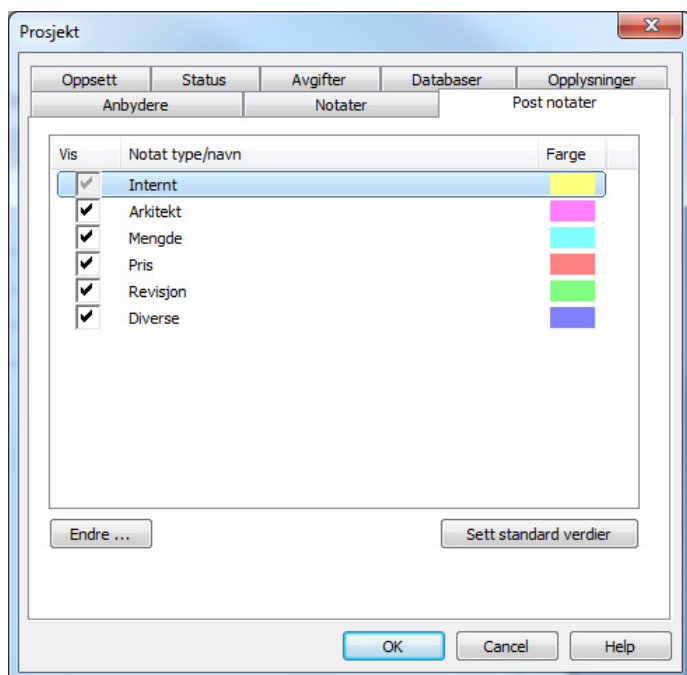 Prosjekt
Oppsett Status Avgifter Databaser Opplysninger
Anbydere Notater Post notater
Vis Notat type/navn Farge
Internt
Arkitekt
Mengde
Pris
Revisjon
Diverse
Endre ... Sett standard verdier
OK Cancel Help